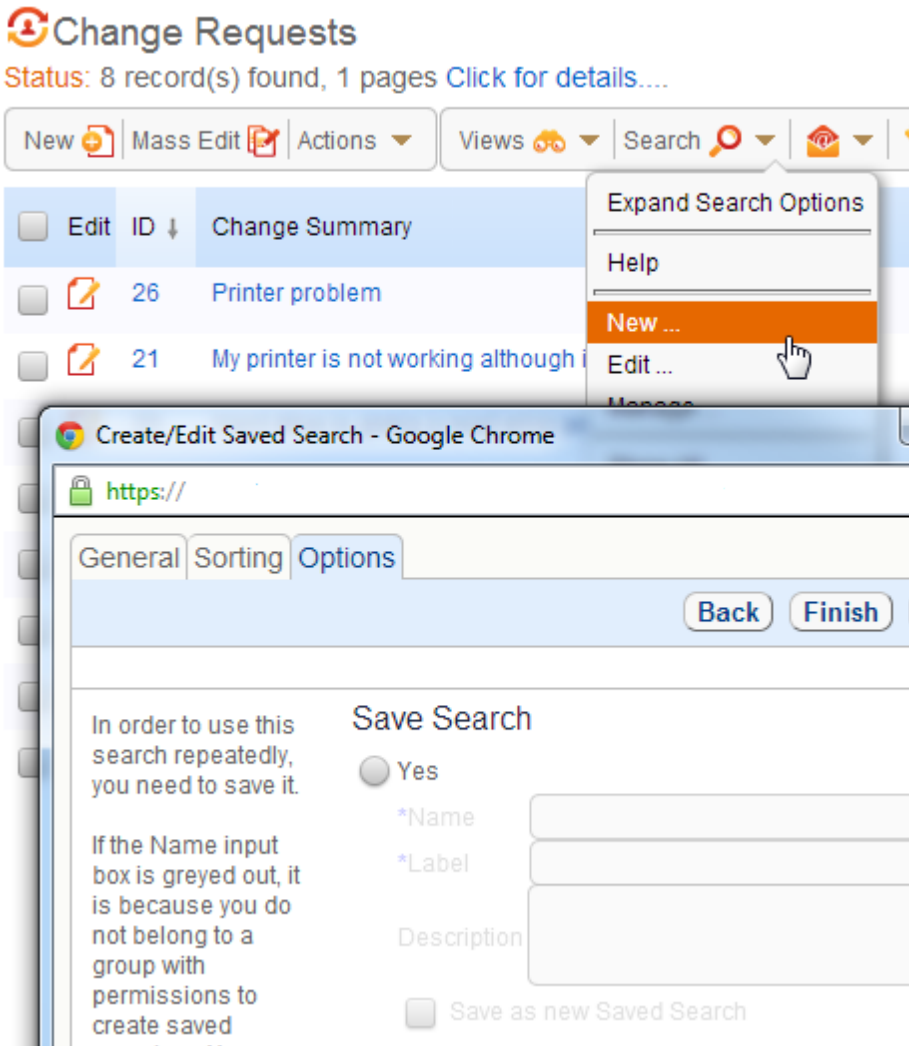 Change Requests
Status: 8 record(s) found, 1 pages Click for details....
New Mass Edit Actions Views Search
Expand Search Options
Help
New ...
Edit ...
Manage
Edit ID Change Summary
26 Printer problem
21 My printer is not working although i
Create/Edit Saved Search - Google Chrome
https://
General Sorting Options
Back Finish
In order to use this
search repeatedly,
you need to save it.
If the Name input
box is greyed out, it
is because you do
not belong to a
group with
permissions to
create saved
Save Search
Yes
*Name
*Label
Description
Save as new Saved Search